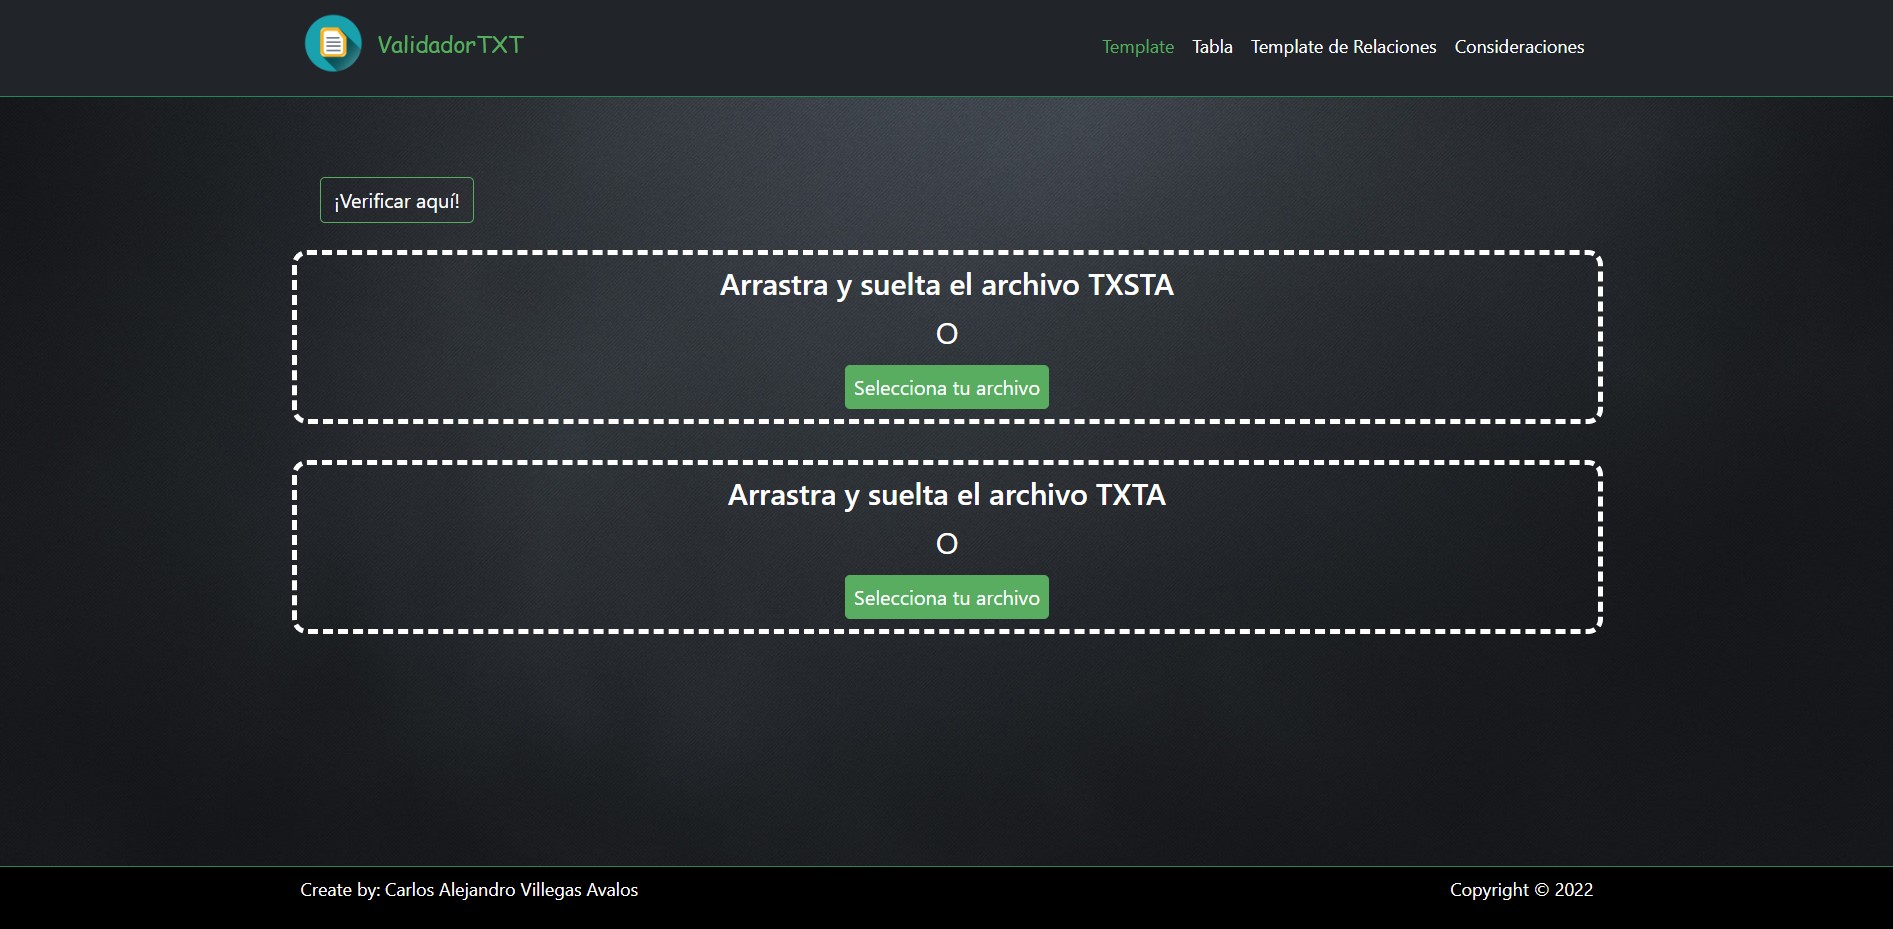 ValidadorTXT
Template Tabla Template de Relaciones Consideraciones
¡Verificar aquí!
Arrastra y suelta el archivo TXSTA
O
Selecciona tu archivo
Arrastra y suelta el archivo TXTA
O
Selecciona tu archivo
Create by: Carlos Alejandro Villegas Avalos
Copyright © 2022